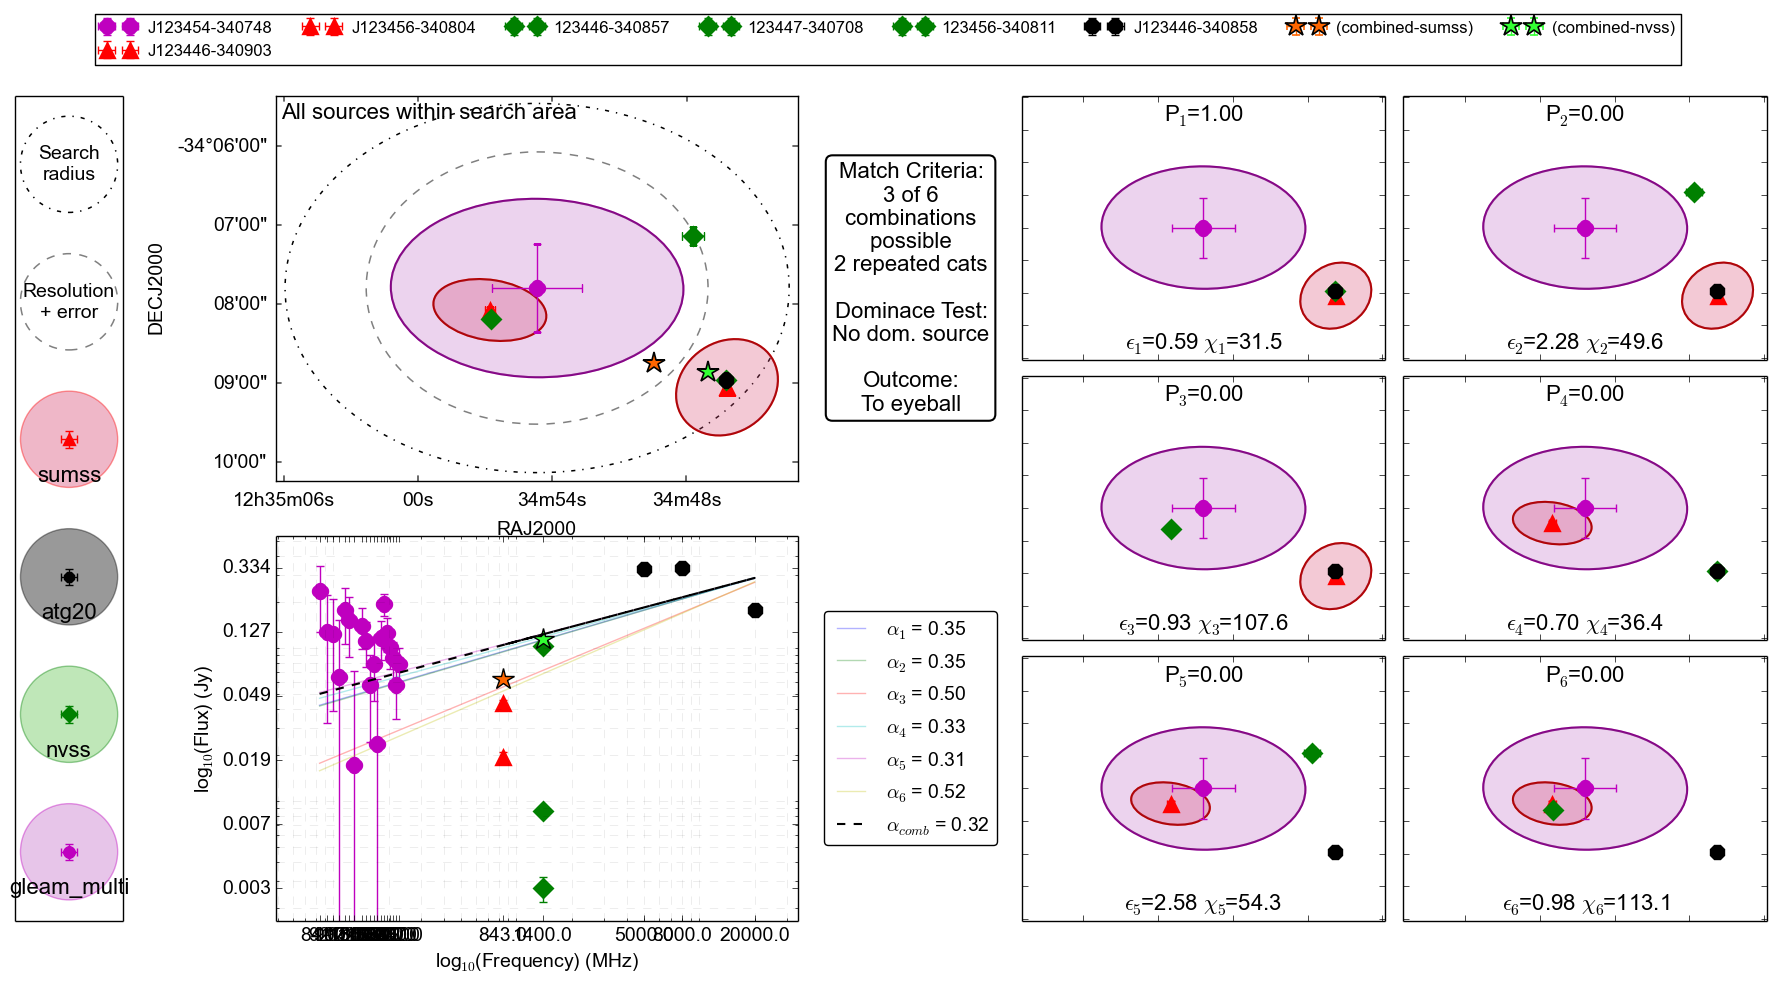 J123454-340748 J123456-340804 123446-340857 123447-340708 123456-340811 J123446-340858 (combined-sumss) (combined-nvss)
J123446-340903
Search
radius
Resolution
+ error
sumss
atg20
nvss
gleam_multi
All sources within search area
DECJ2000
-34°06'00"
07'00"
08'00"
09'00"
10'00"
12h35m06s 00s 34m54s 34m48s
RAJ2000
log10(Flux) (Jy)
0.334
0.127
0.049
0.019
0.007
0.003
843.0 1400.0 5000.0 8000.0 20000.0
log10(Frequency) (MHz)
Match Criteria:
3 of 6
combinations
possible
2 repeated cats
Dominace Test:
No dom. source
Outcome:
To eyeball
α1 = 0.35
α2 = 0.35
α3 = 0.50
α4 = 0.33
α5 = 0.31
α6 = 0.52
αcomb = 0.32
P1=1.00
ϵ1=0.59 χ1=31.5
P2=0.00
ϵ2=2.28 χ2=49.6
P3=0.00
ϵ3=0.93 χ3=107.6
P4=0.00
ϵ4=0.70 χ4=36.4
P5=0.00
ϵ5=2.58 χ5=54.3
P6=0.00
ϵ6=0.98 χ6=113.1